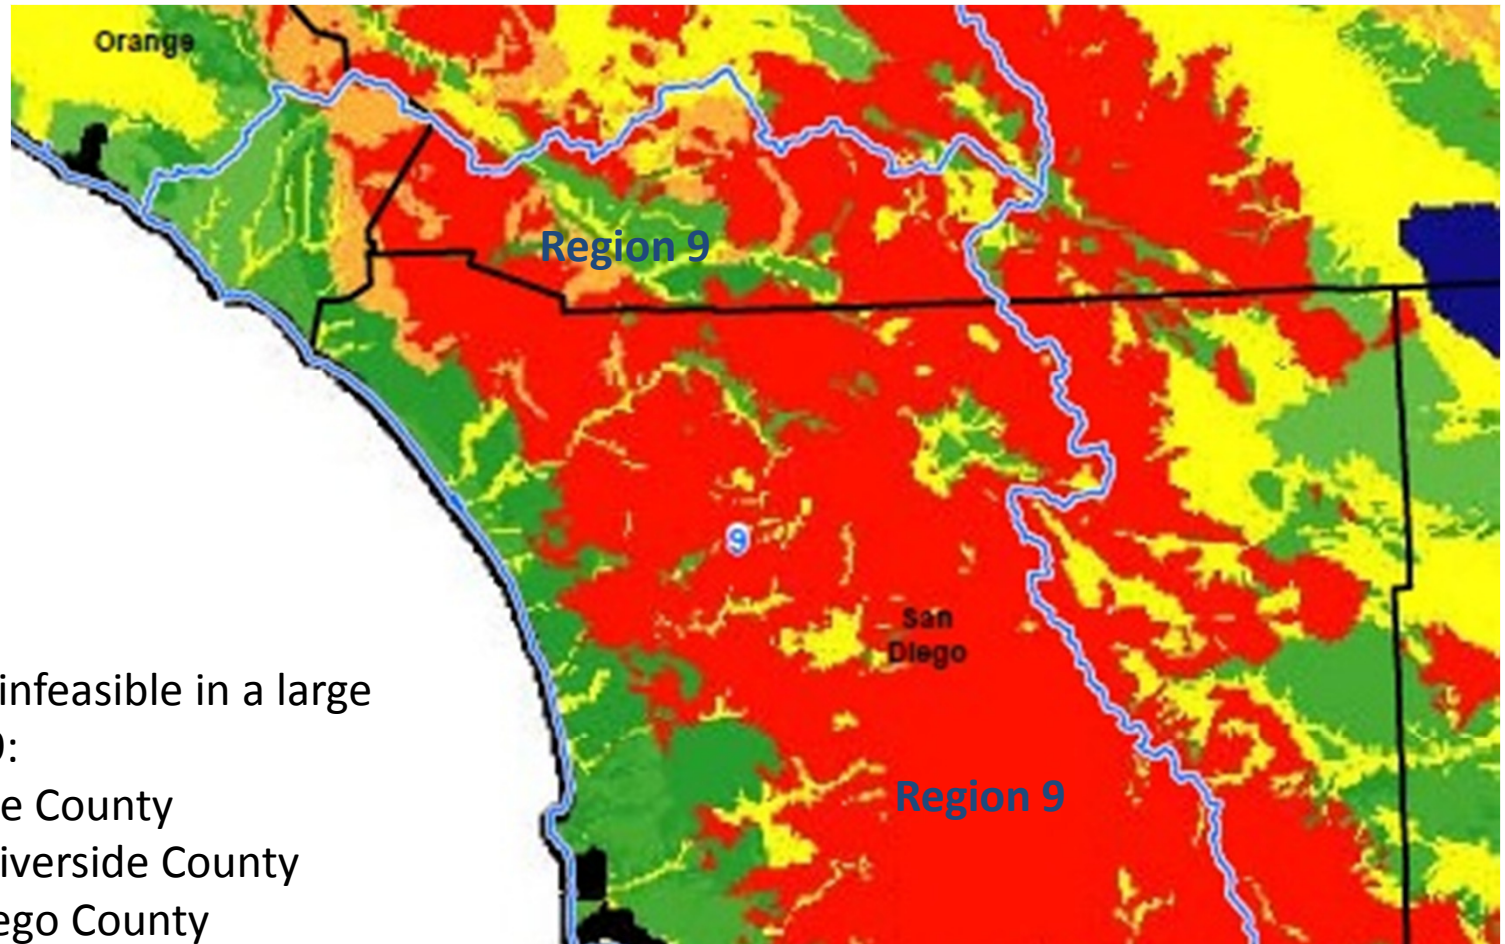 Orange
Region 9
9
San
Diego
infeasible in a large
:
e County
iverside County
ego County
Region 9